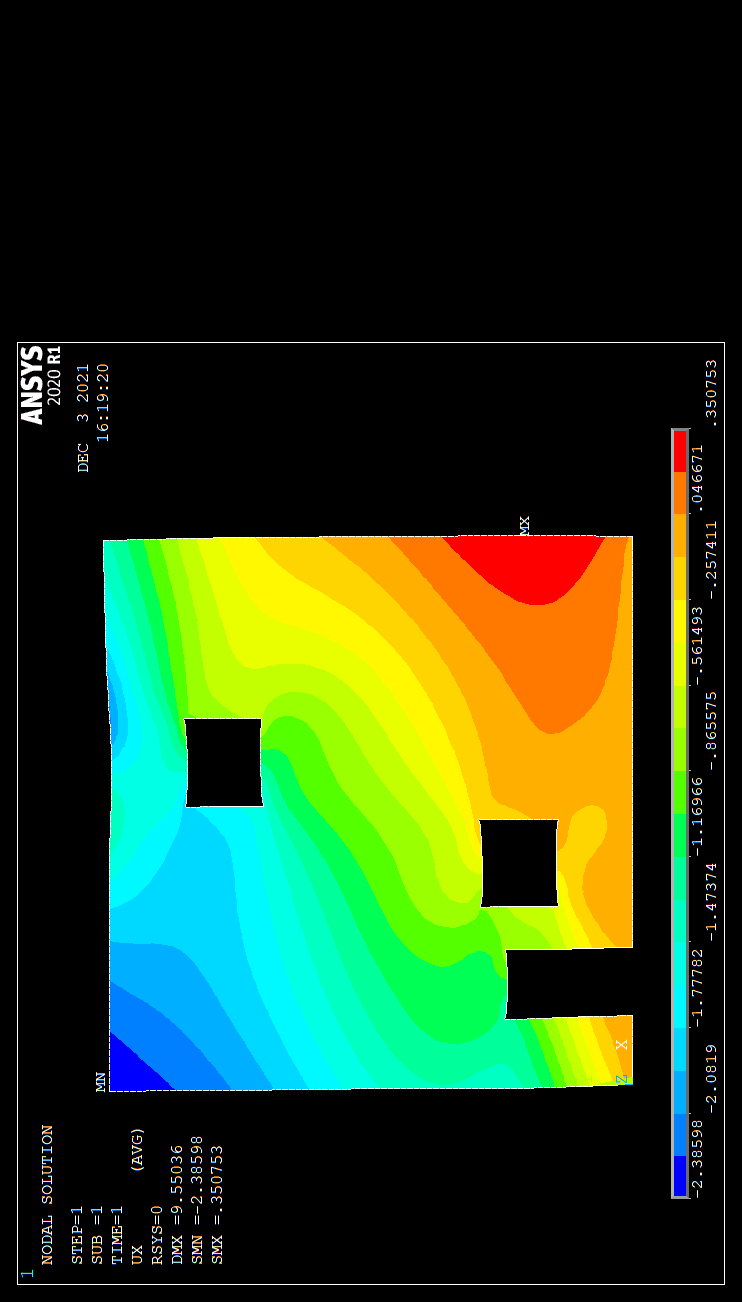 1
NODAL SOLUTION
STEP=1
SUB =1
TIME=1
UX (AVG)
RSYS=0
DMX =9.55036
SMN =-2.38598
SMX =.350753
ANSYS
2020 R1
DEC 3 2021
16:19:20
MN
MX
Z X
-2.38598 -1.77782 -1.16966 -.561493 .046671
-2.0819 -1.47374 -.865575 -.257411 .350753